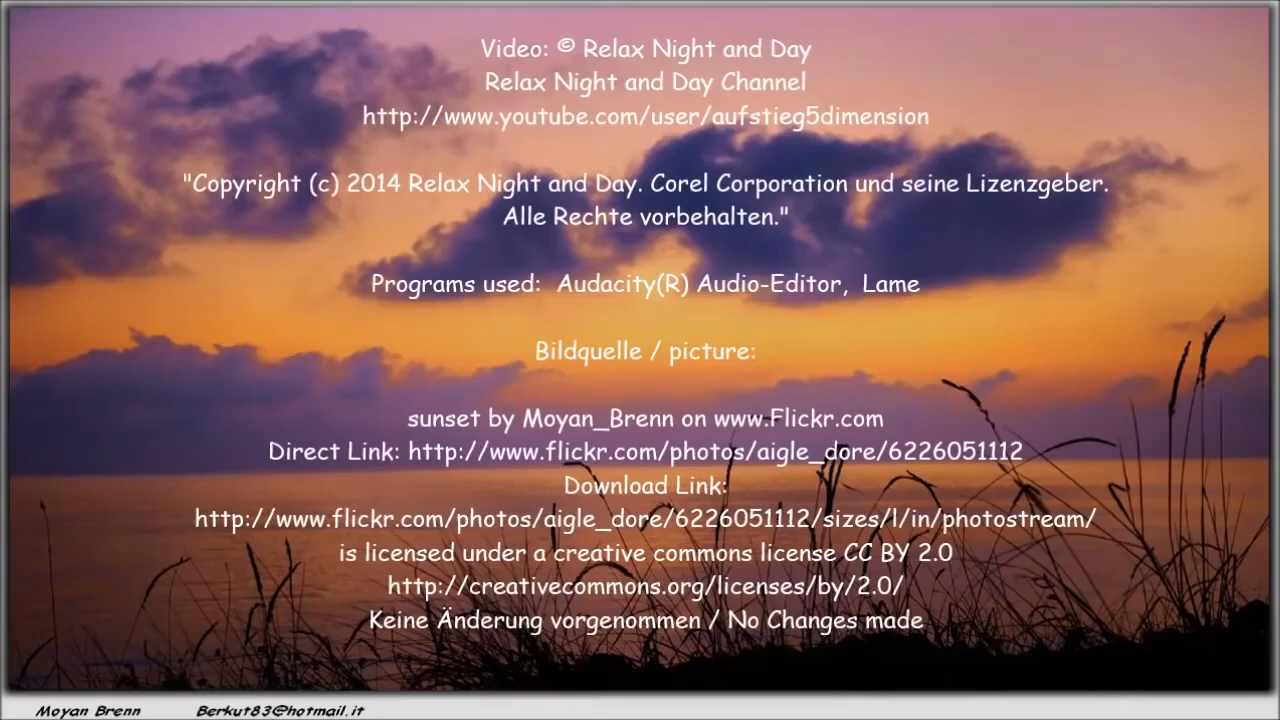 Video: © Relax Night and Day
Relax Night and Day Channel
http://www.youtube.com/user/aufstieg5dimension
"Copyright (c) 2014 Relax Night and Day. Corel Corporation und seine Lizenzgeber.
Alle Rechte vorbehalten."
Programs used:  Audacity(R) Audio-Editor,  Lame
Bildquelle / picture:
sunset by Moyan_Brenn on www.Flickr.com
Direct Link: http://www.flickr.com/photos/aigle_dore/6226051112
Download Link:
http://www.flickr.com/photos/aigle_dore/6226051112/sizes/l/in/photostream/
is licensed under a creative commons license CC BY 2.0
http://creativecommons.org/licenses/by/2.0/
Keine Änderung vorgenommen / No Changes made
Moyan Brenn Berkut83@hotmail.it